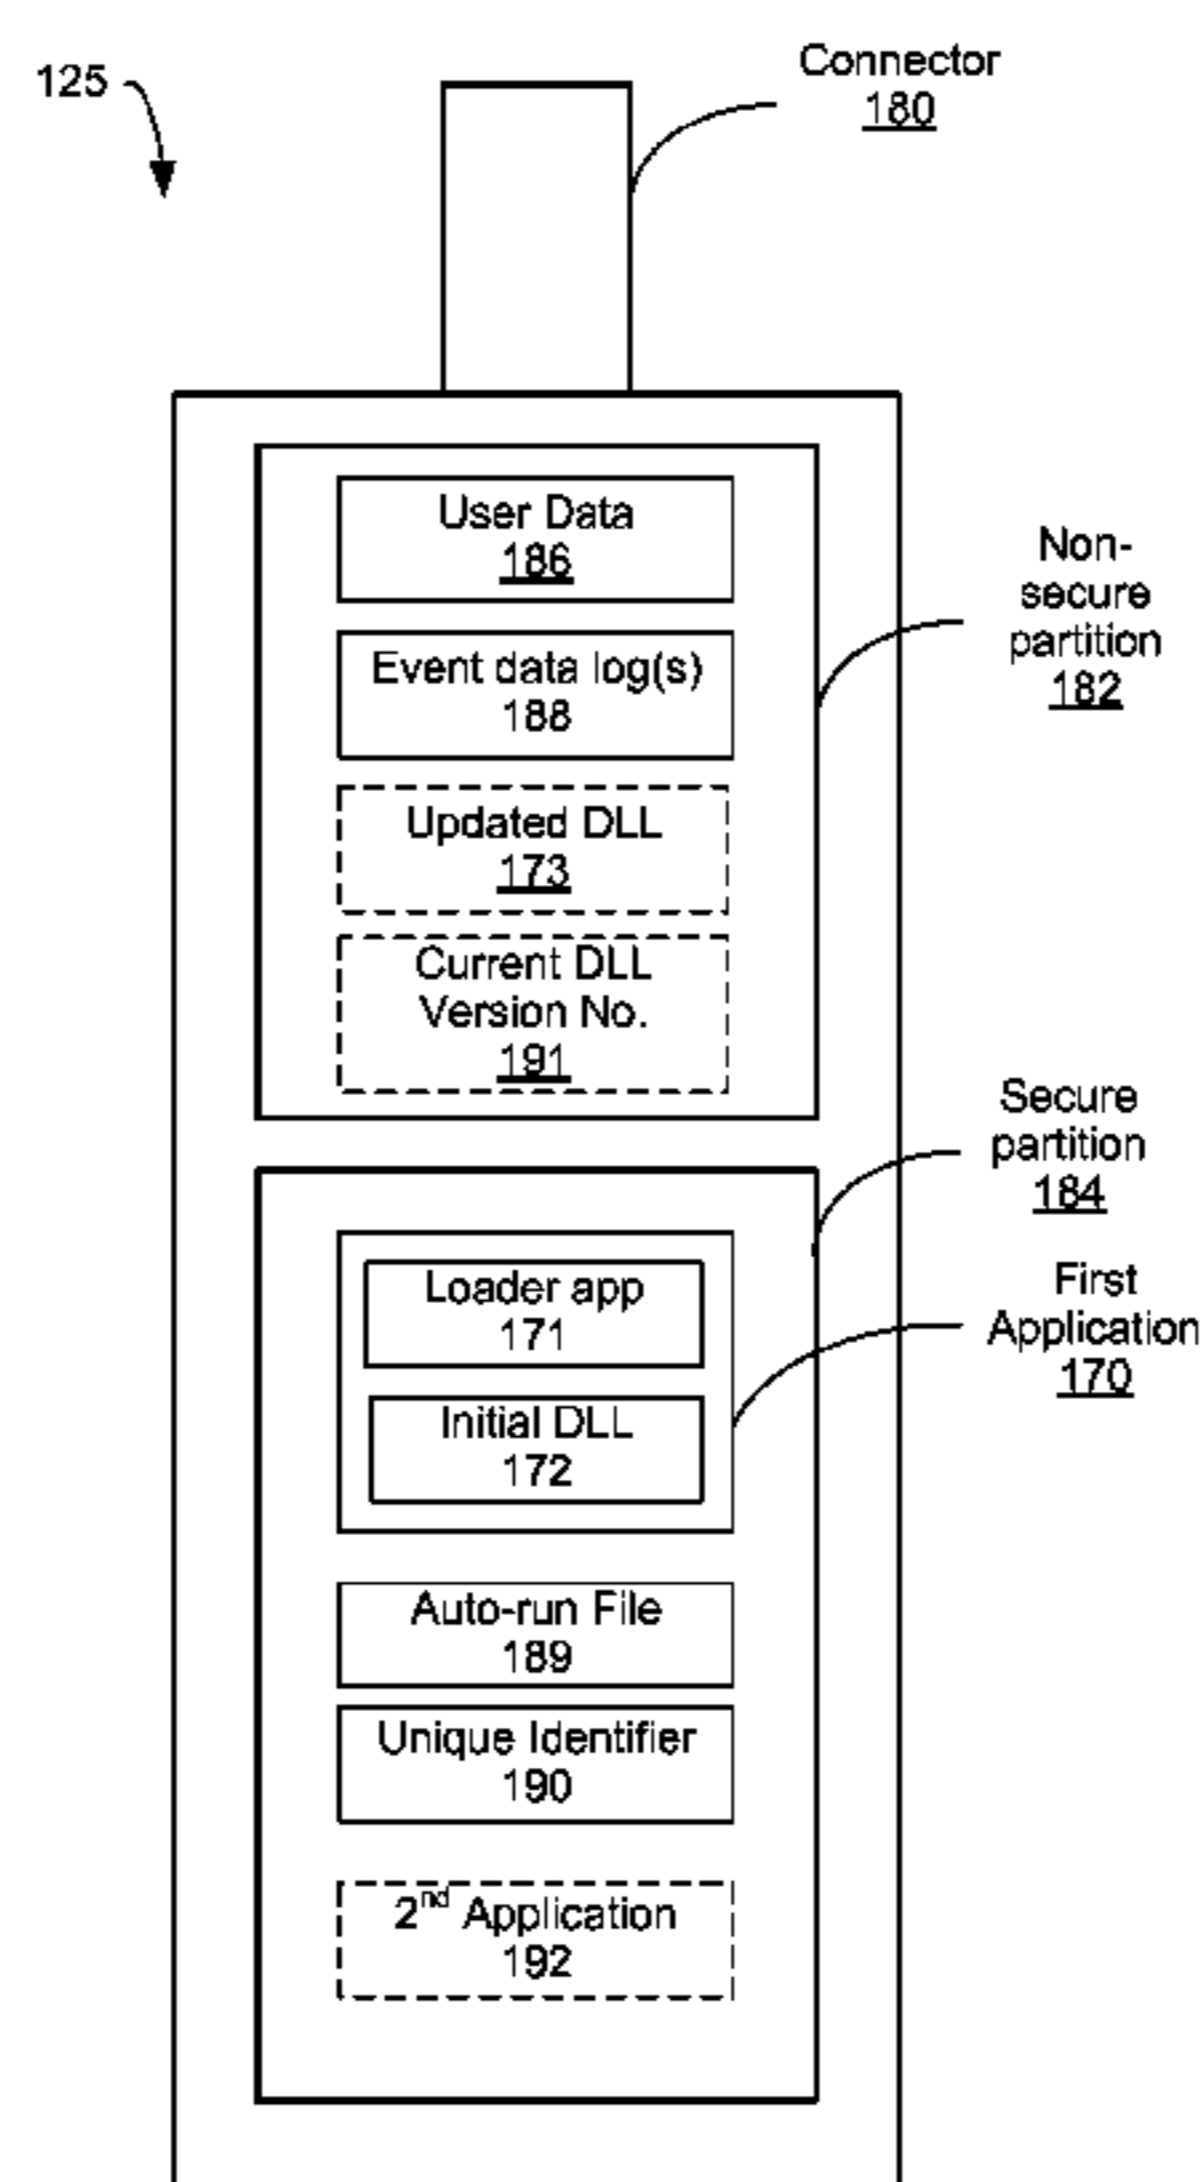 125
Connector
180
User Data
186
Non-
secure
partition
182
Event data log(s)
188
Updated DLL
173
Current DLL
Version No.
191
Secure
partition
184
Loader app
171
First
Application
170
Initial DLL
172
Auto-run File
189
Unique Identifier
190
2nd Application
192